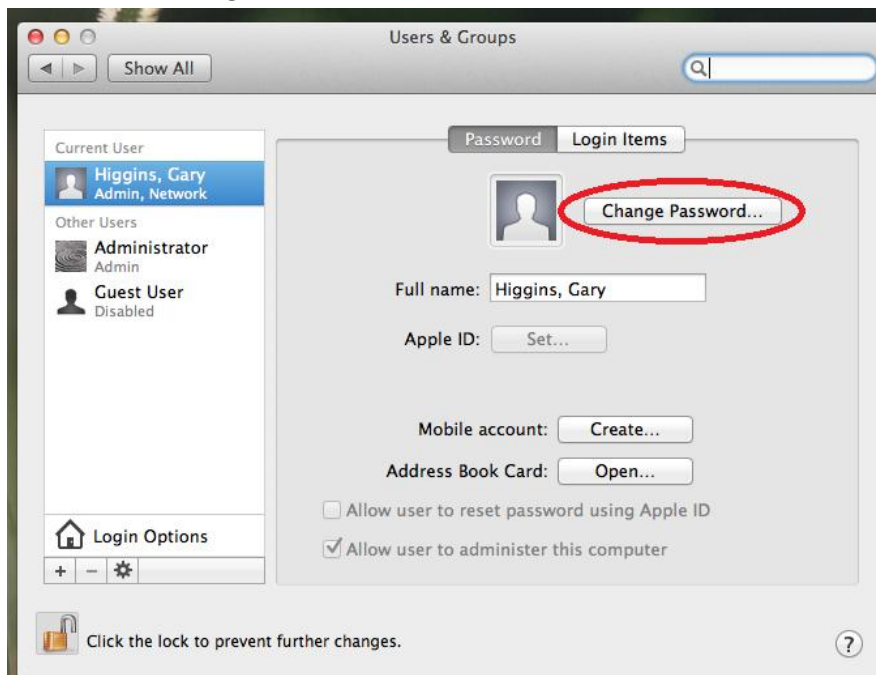 Users & Groups
Show All
Current User
Higgins, Gary
Admin, Network
Other Users
Administrator
Admin
Guest User
Disabled
Login Options
Password Login Items
Change Password...
Full name: Higgins, Gary
Apple ID: Set...
Mobile account: Create...
Address Book Card: Open...
Allow user to reset password using Apple ID
Allow user to administer this computer
Click the lock to prevent further changes.
?